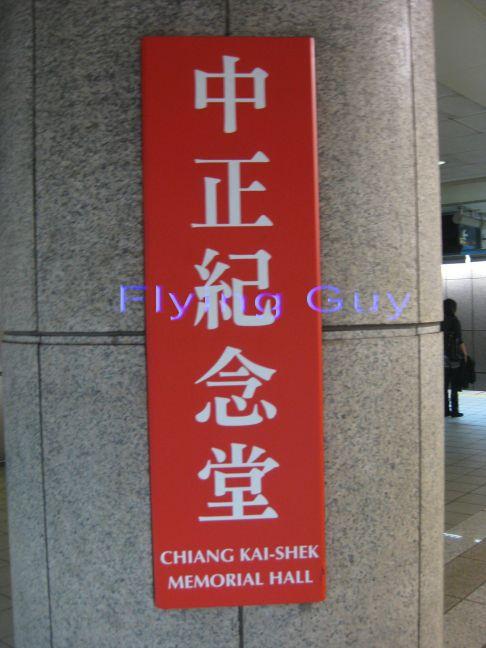 中正紀念堂
Flying Guy
CHIANG KAI-SHEK
MEMORIAL HALL